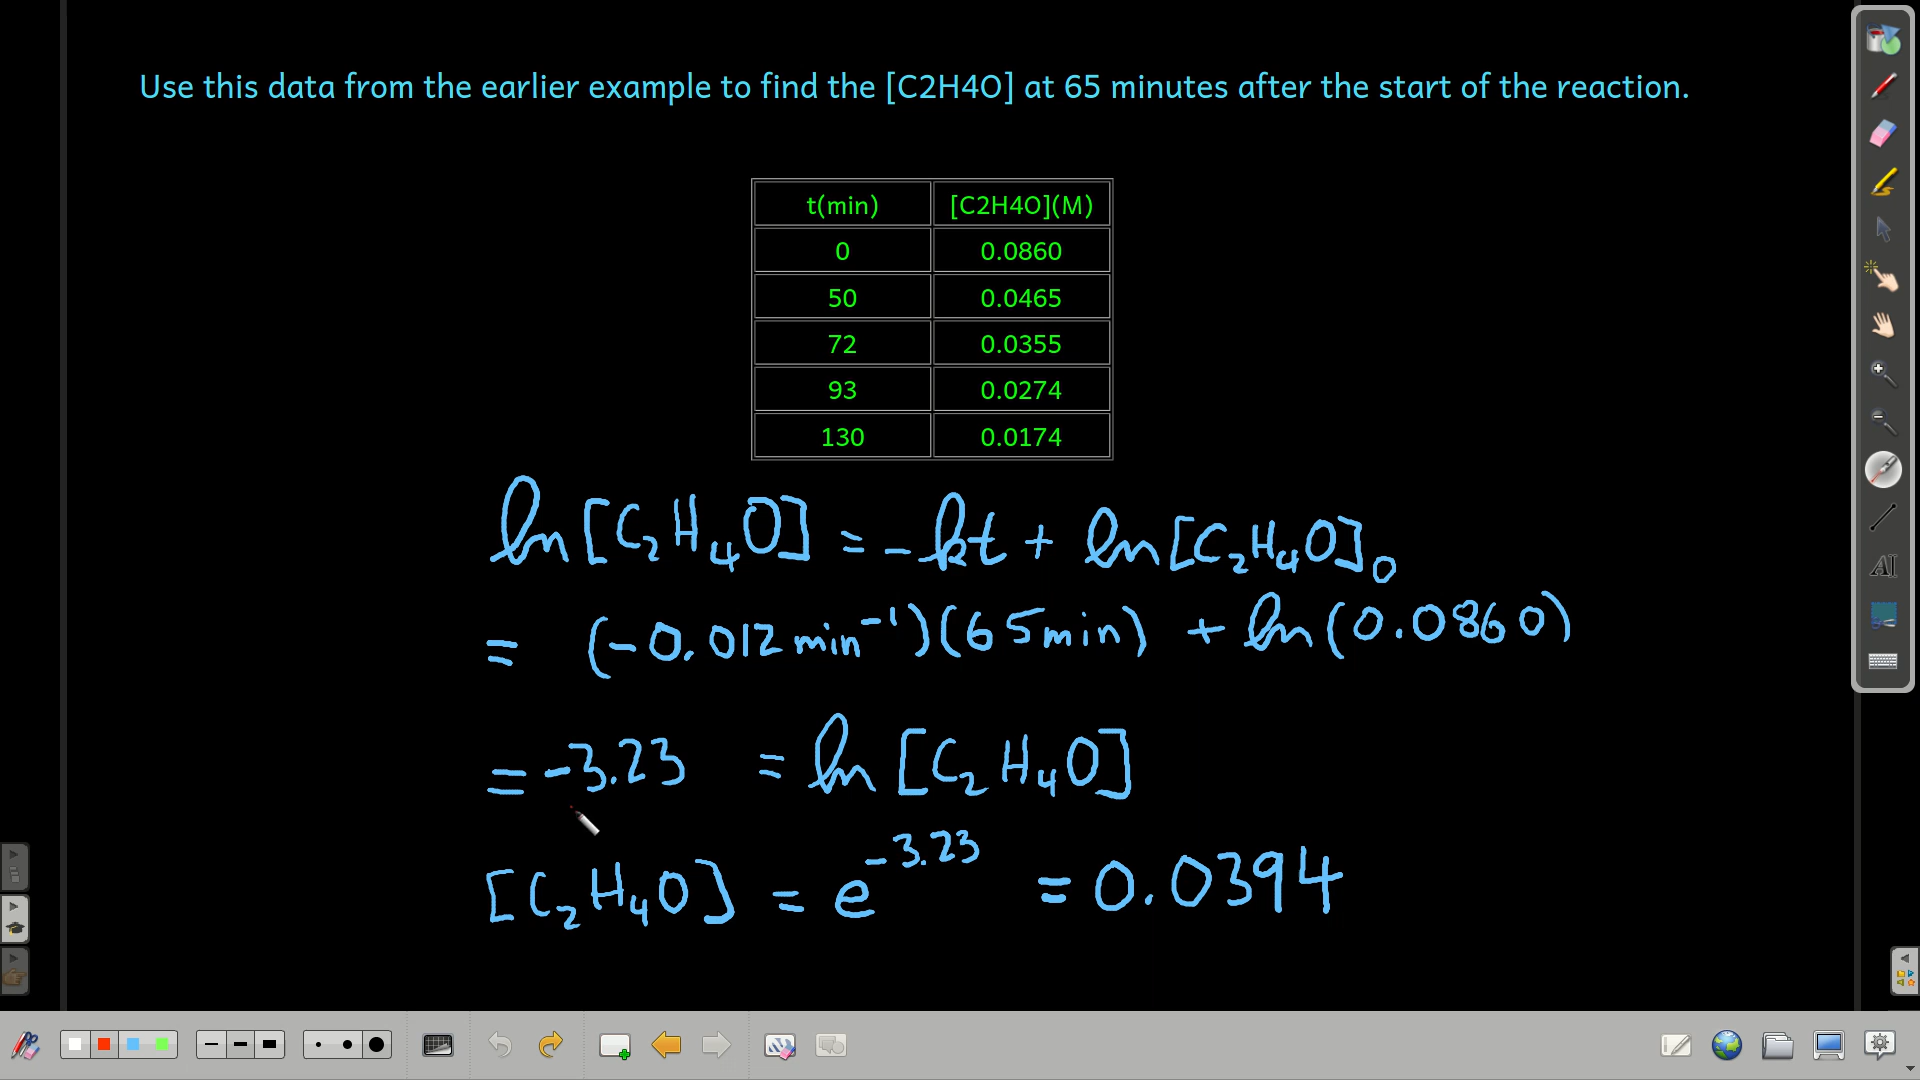 Use this data from the earlier example to find the [C2H4O] at 65 minutes after the start of the reaction.
t(min) [C2H4O](M)
0 0.0860
50 0.0465
72 0.0355
93 0.0274
130 0.0174
ln[C₂H₄O] = -kt + ln[C₂H₄O]₀
= (-0.012 min⁻¹)(65min) + ln(0.0860)
= -3.23 = ln[C₂H₄O]
[C₂H₄O] = e⁻³·²³ = 0.0394
AI